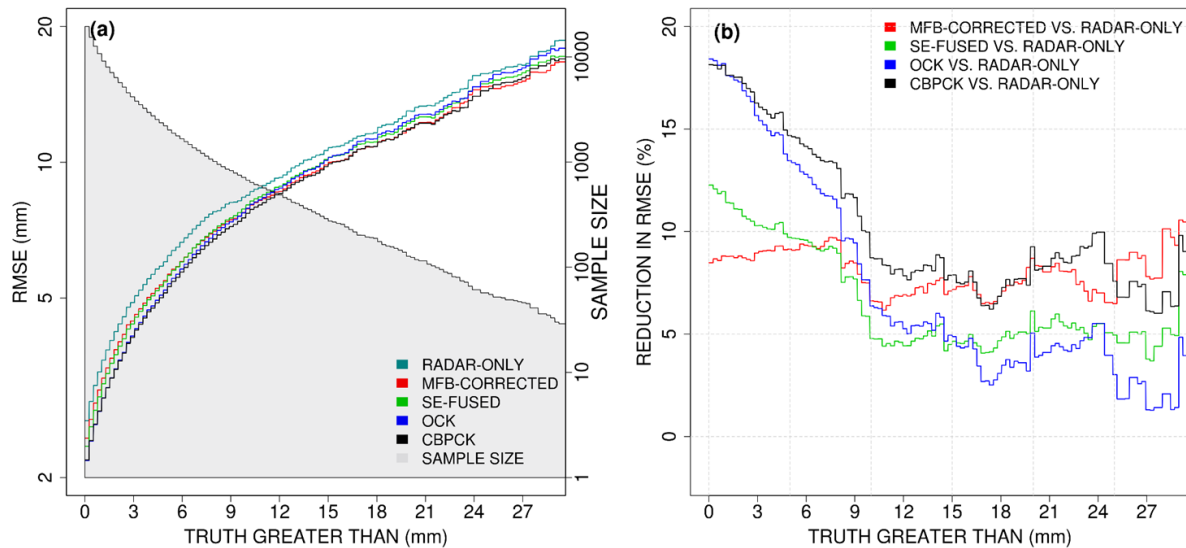 (a)
20
10
5
2
RMSE (mm)
10000
1000
100
10
1
SAMPLE SIZE
RADAR-ONLY
MFB-CORRECTED
SE-FUSED
OCK
CBPCK
SAMPLE SIZE
0 3 6 9 12 15 18 21 24 27
TRUTH GREATER THAN (mm)
(b)
MFB-CORRECTED VS. RADAR-ONLY
SE-FUSED VS. RADAR-ONLY
OCK VS. RADAR-ONLY
CBPCK VS. RADAR-ONLY
20
15
10
5
0
REDUCTION IN RMSE (%)
0 3 6 9 12 15 18 21 24 27
TRUTH GREATER THAN (mm)